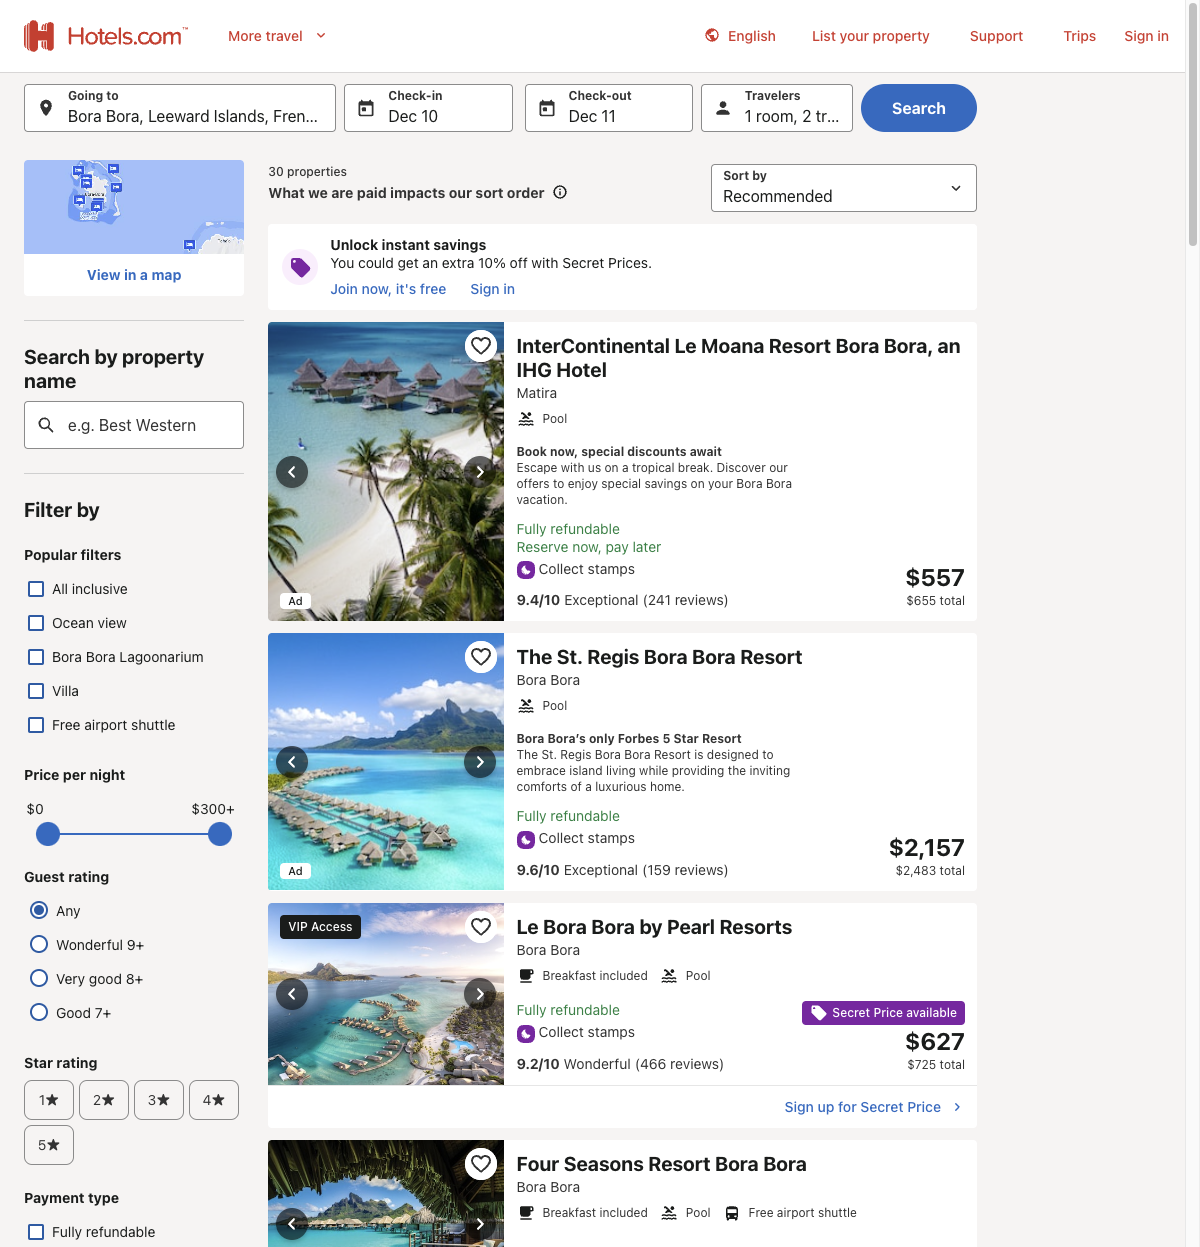 Hotels.com™
More travel
English
List your property
Support
Trips
Sign in
Going to
Bora Bora, Leeward Islands, Fren...
Check-in
Dec 10
Check-out
Dec 11
Travelers
1 room, 2 tr...
Search
View in a map
Search by property
name
e.g. Best Western
Filter by
Popular filters
All inclusive
Ocean view
Bora Bora Lagoonarium
Villa
Free airport shuttle
Price per night
$0
$300+
Guest rating
Any
Wonderful 9+
Very good 8+
Good 7+
Star rating
1★
2★
3★
4★
5★
Payment type
Fully refundable
30 properties
What we are paid impacts our sort order
Sort by
Recommended
Unlock instant savings
You could get an extra 10% off with Secret Prices.
Join now, it's free
Sign in
Ad
InterContinental Le Moana Resort Bora Bora, an
IHG Hotel
Matira
Pool
Book now, special discounts await
Escape with us on a tropical break. Discover our
offers to enjoy special savings on your Bora Bora
vacation.
Fully refundable
Reserve now, pay later
Collect stamps
9.4/10 Exceptional (241 reviews)
$557
$655 total
Ad
The St. Regis Bora Bora Resort
Bora Bora
Pool
Bora Bora’s only Forbes 5 Star Resort
The St. Regis Bora Bora Resort is designed to
embrace island living while providing the inviting
comforts of a luxurious home.
Fully refundable
Collect stamps
9.6/10 Exceptional (159 reviews)
$2,157
$2,483 total
VIP Access
Le Bora Bora by Pearl Resorts
Bora Bora
Breakfast included
Pool
Fully refundable
Collect stamps
9.2/10 Wonderful (466 reviews)
Secret Price available
$627
$725 total
Sign up for Secret Price
Four Seasons Resort Bora Bora
Bora Bora
Breakfast included
Pool
Free airport shuttle